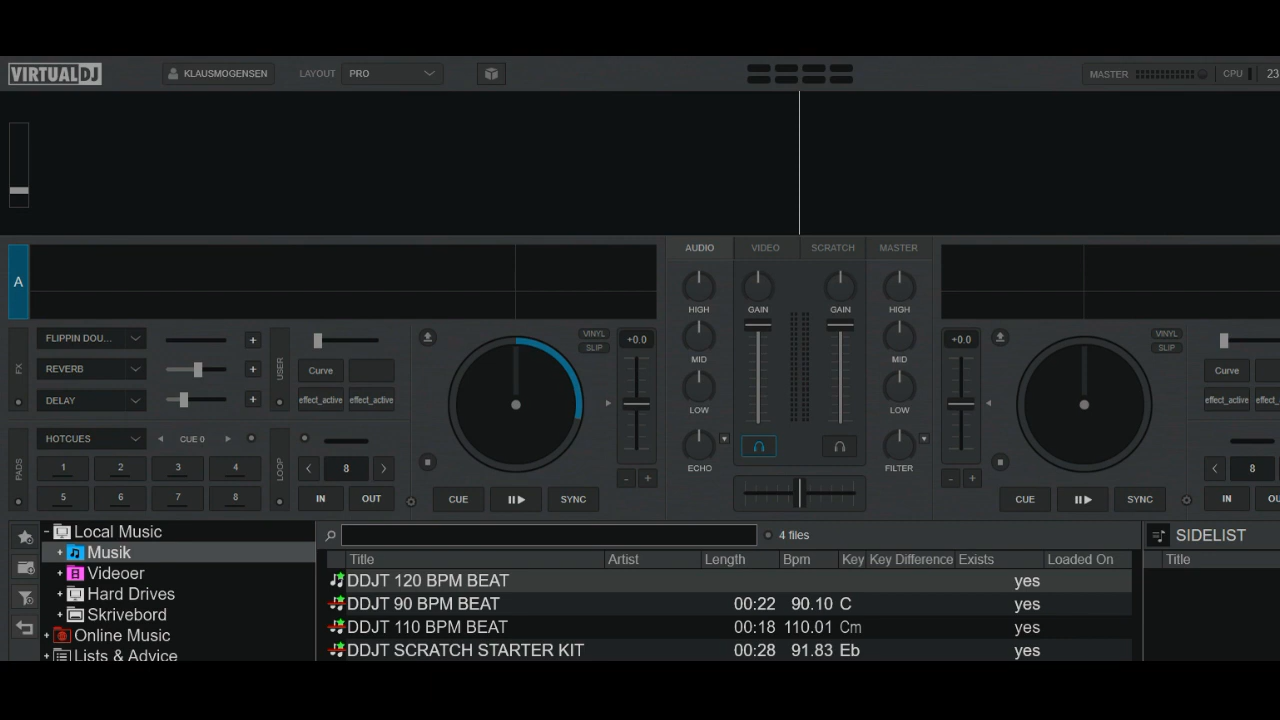 VIRTUAL DJ
KLAUSMOGENSEN
LAYOUT
PRO
MASTER
CPU
23
A
AUDIO
VIDEO
SCRATCH
MASTER
HIGH
MID
LOW
ECHO
GAIN
GAIN
HIGH
MID
LOW
FILTER
FX
FLIPPIN DOU...
REVERB
DELAY
+
+
+
USER
Curve
effect_active
effect_active
VINYL
SLIP
+0.0
PADS
HOTCUES
CUE 0
1
2
3
4
5
6
7
8
LOOP
8
IN
OUT
CUE
SYNC
-
+
+0.0
-
+
VINYL
SLIP
CUE
SYNC
Curve
effect_active
effect
8
IN
OU
Local Music
Musik
Videoer
Hard Drives
Skrivebord
Online Music
Lists & Advice
4 files
Title Artist Length Bpm Key Key Difference Exists Loaded On
DDJT 120 BPM BEAT yes
DDJT 90 BPM BEAT 00:22 90.10 C yes
DDJT 110 BPM BEAT 00:18 110.01 Cm yes
DDJT SCRATCH STARTER KIT 00:28 91.83 Eb yes
SIDELIST
Title